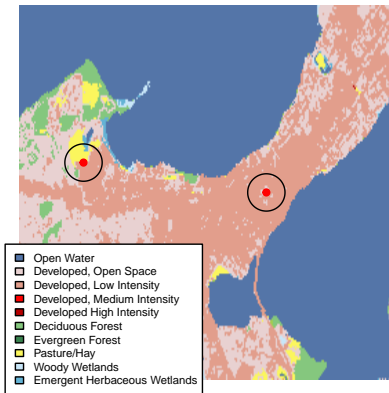 Open Water
Developed, Open Space
Developed, Low Intensity
Developed, Medium Intensity
Developed High Intensity
Deciduous Forest
Evergreen Forest
Pasture/Hay
Woody Wetlands
Emergent Herbaceous Wetlands